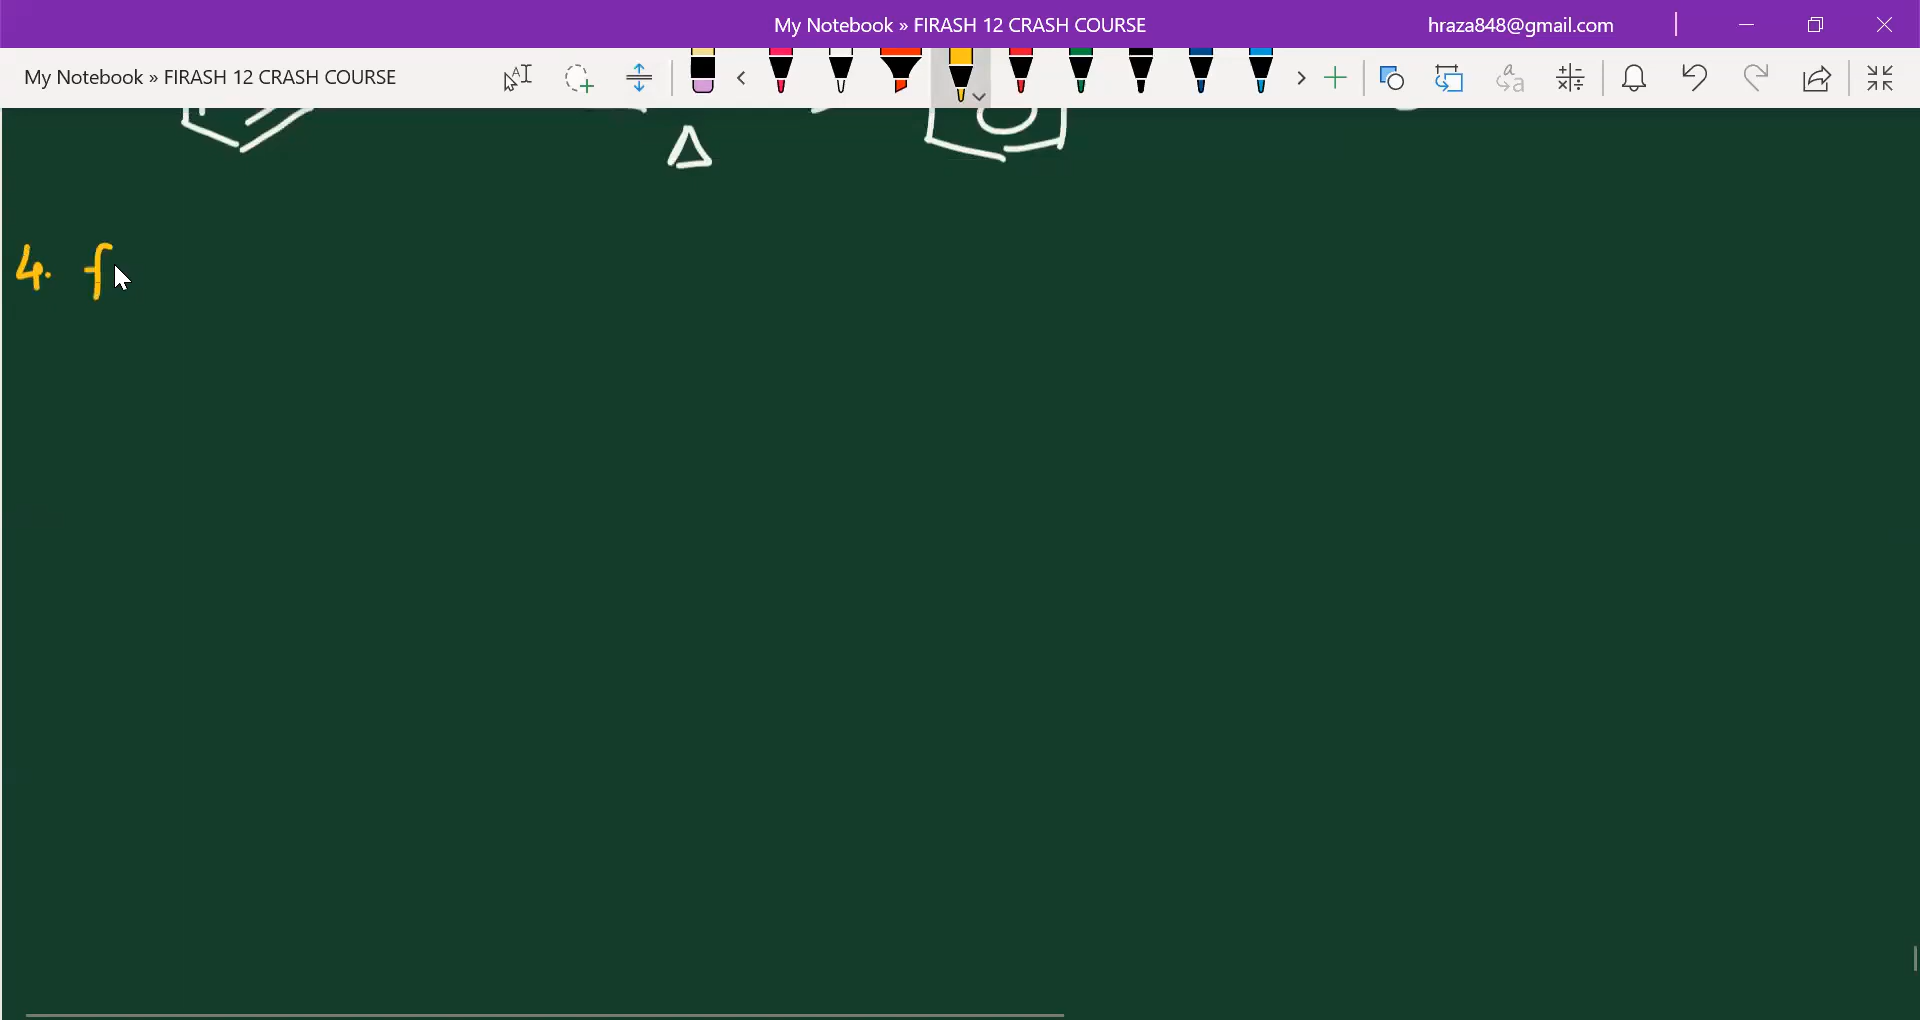 My Notebook » FIRASH 12 CRASH COURSE
hraza848@gmail.com
My Notebook » FIRASH 12 CRASH COURSE
Δ
4. f